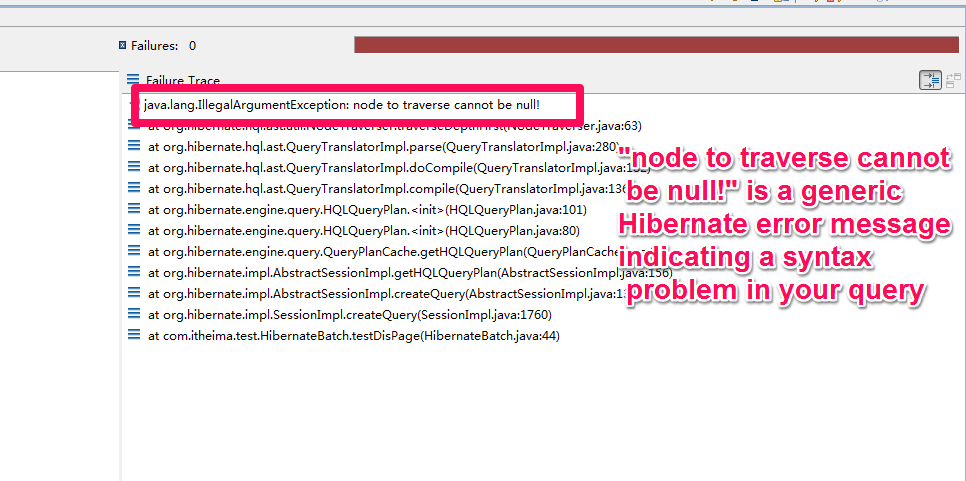 Failures: 0
Failure Trace
java.lang.IllegalArgumentException: node to traverse cannot be null!
at org.hibernate.hql.ast.util.NodeTraverser.traverseDepthFirst(NodeTraverser.java:63)
at org.hibernate.hql.ast.QueryTranslatorImpl.parse(QueryTranslatorImpl.java:280)
at org.hibernate.hql.ast.QueryTranslatorImpl.doCompile(QueryTranslatorImpl.java:182)
at org.hibernate.hql.ast.QueryTranslatorImpl.compile(QueryTranslatorImpl.java:136
at org.hibernate.engine.query.HQLQueryPlan.<init>(HQLQueryPlan.java:101)
at org.hibernate.engine.query.HQLQueryPlan.<init>(HQLQueryPlan.java:80)
at org.hibernate.engine.query.QueryPlanCache.getHQLQueryPlan(QueryPlanCache
at org.hibernate.impl.AbstractSessionImpl.getHQLQueryPlan(AbstractSessionImpl.java:156)
at org.hibernate.impl.AbstractSessionImpl.createQuery(AbstractSessionImpl.java:1
at org.hibernate.impl.SessionImpl.createQuery(SessionImpl.java:1760)
at com.itheima.test.HibernateBatch.testDisPage(HibernateBatch.java:44)
"node to traverse cannot
be null!" is a generic
Hibernate error message
indicating a syntax
problem in your query